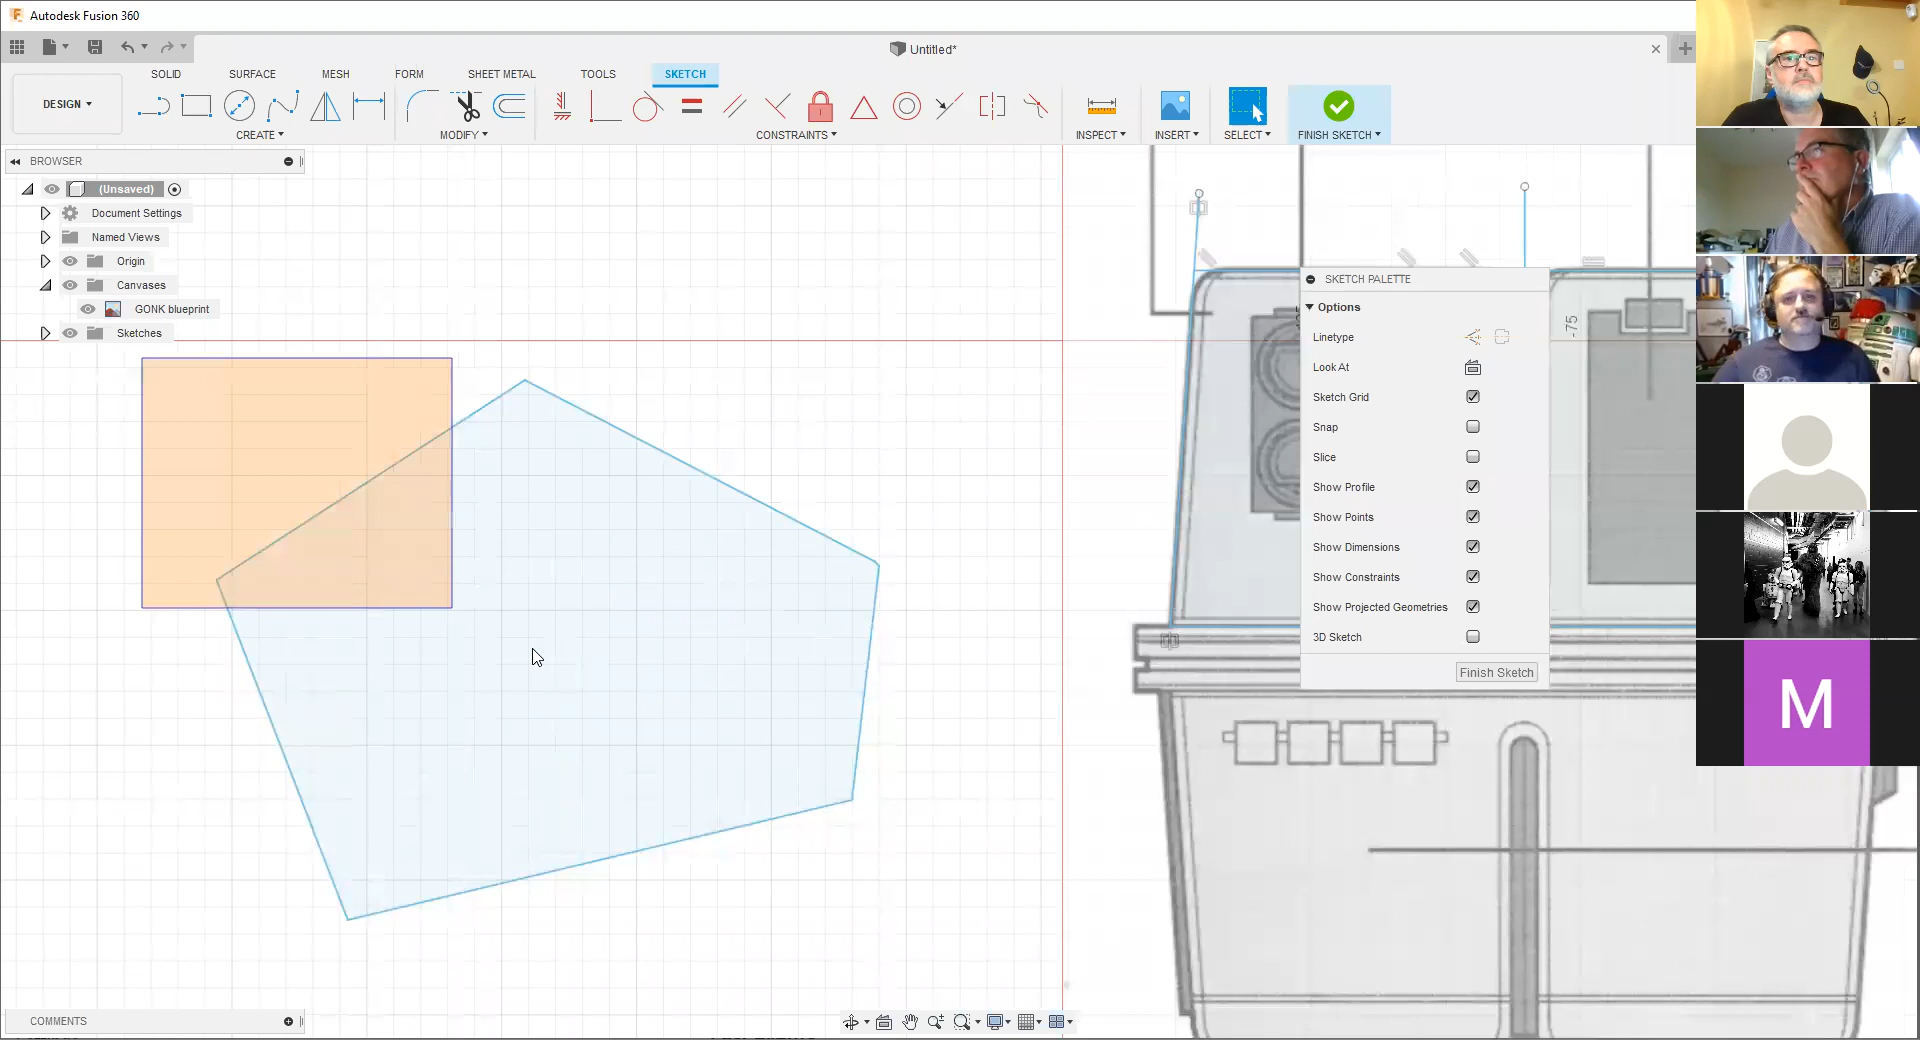 Autodesk Fusion 360
Untitled*
DESIGN
SOLID
SURFACE
MESH
FORM
SHEET METAL
TOOLS
SKETCH
CREATE
MODIFY
CONSTRAINTS
INSPECT
INSERT
SELECT
FINISH SKETCH
BROWSER
(Unsaved)
Document Settings
Named Views
Origin
Canvases
GONK blueprint
Sketches
SKETCH PALETTE
Options
Linetype
Look At
Sketch Grid
Snap
Slice
Show Profile
Show Points
Show Dimensions
Show Constraints
Show Projected Geometries
3D Sketch
Finish Sketch
-75
M
COMMENTS